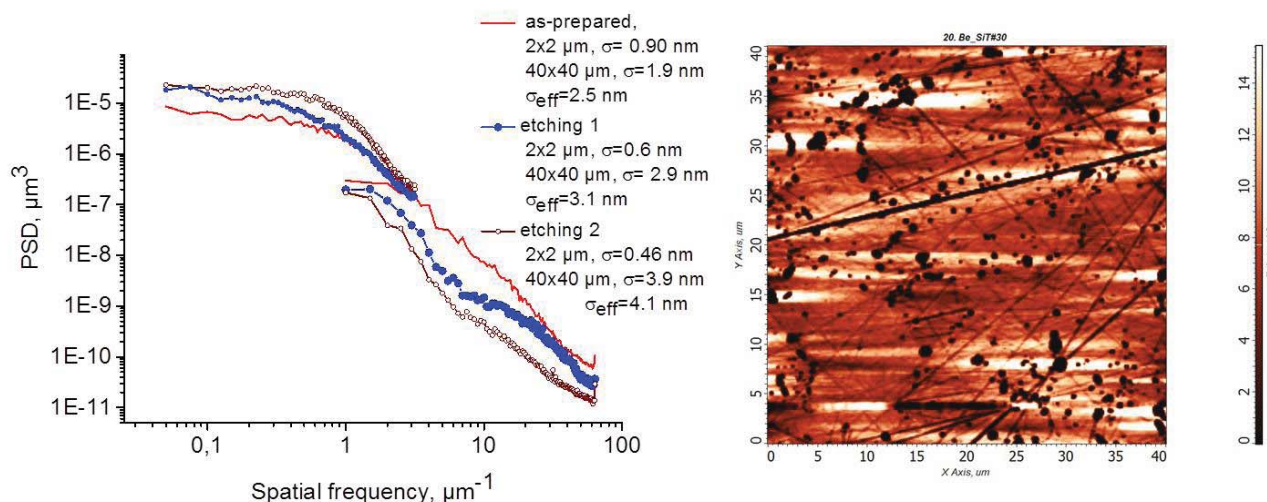 as-prepared,
2x2 µm, σ= 0.90 nm
40x40 µm, σ=1.9 nm
σeff=2.5 nm
etching 1
2x2 µm, σ=0.6 nm
40x40 µm, σ= 2.9 nm
σeff=3.1 nm
etching 2
2x2 µm, σ=0.46 nm
40x40 µm, σ=3.9 nm
σeff=4.1 nm
PSD, µm³
1E-5
1E-6
1E-7
1E-8
1E-9
1E-10
1E-11
0,1 1 10 100
Spatial frequency, µm⁻¹
20. Be_SiT#30
Y Axis, um
40
35
30
25
20
15
10
5
0
0 5 10 15 20 25 30 35 40
X Axis, um
14
12
10
8
6
4
2
0